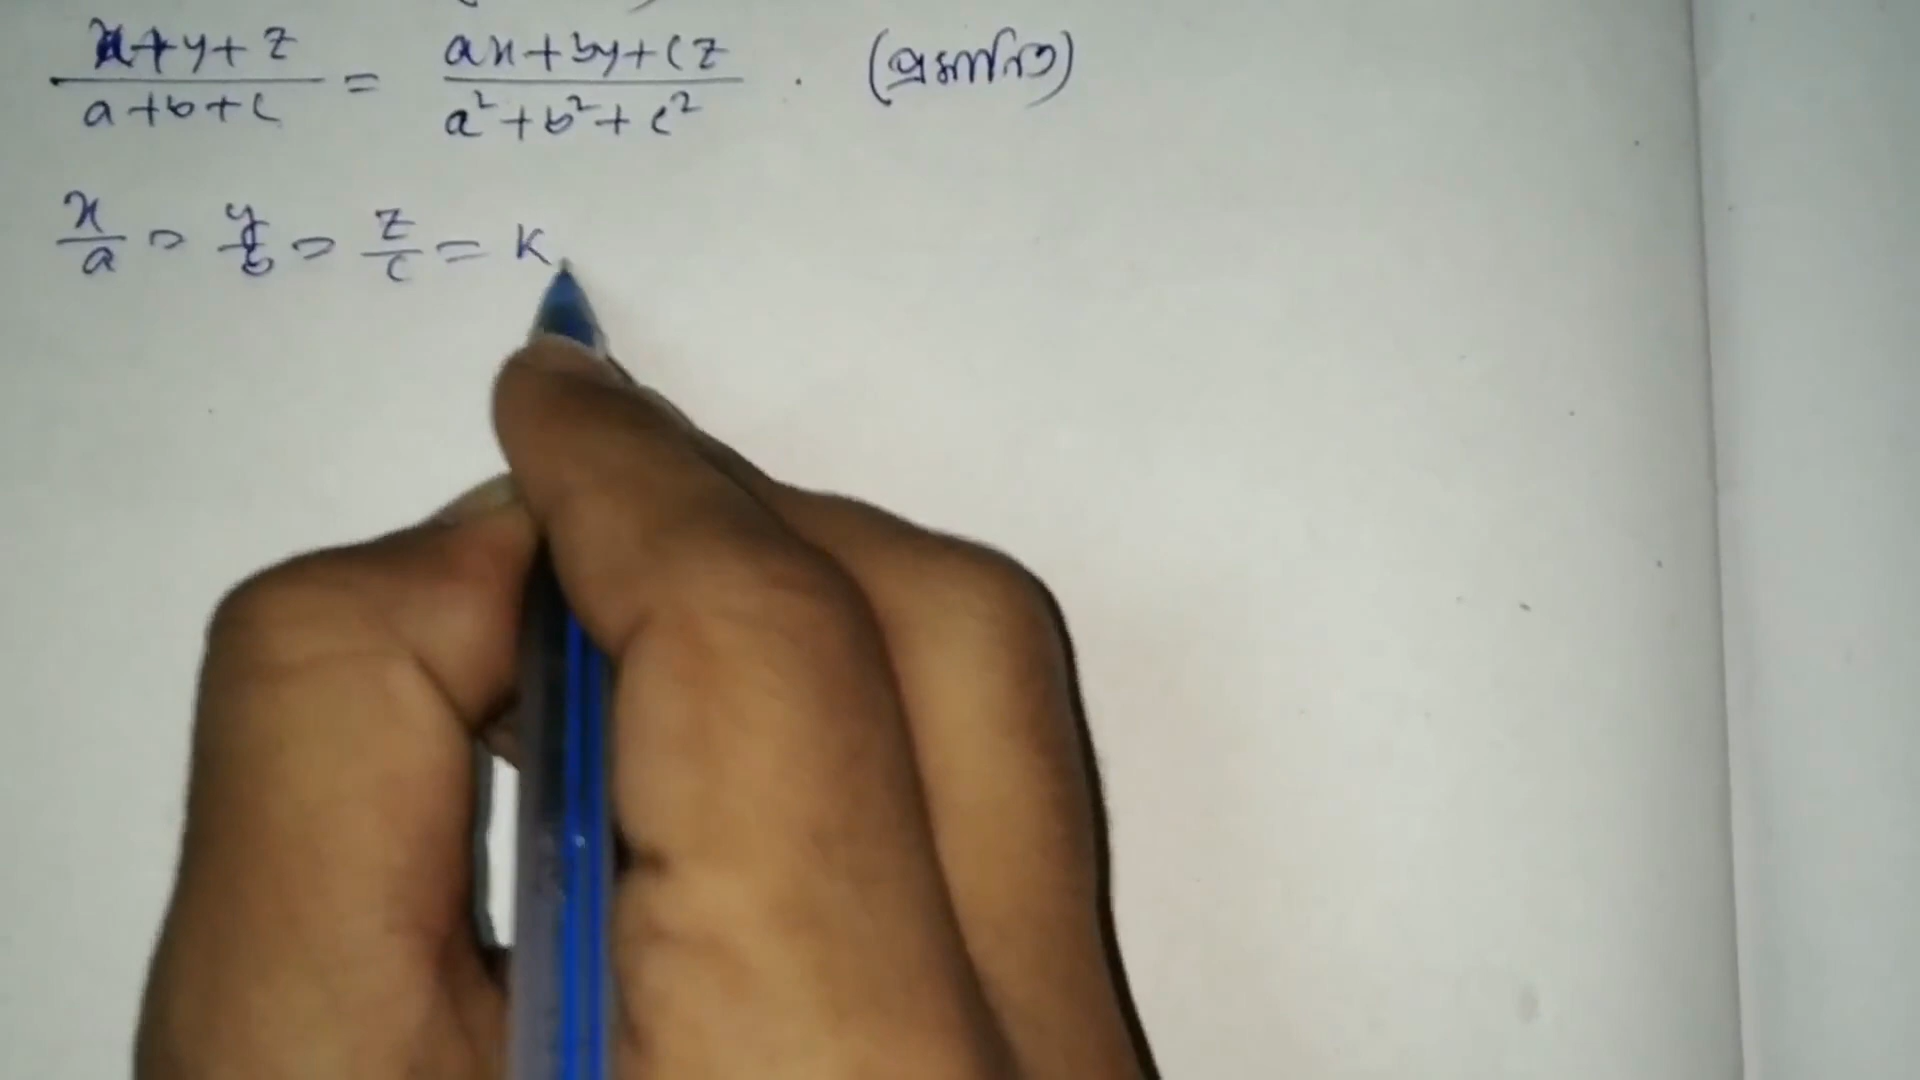 x+y+z/a+b+c = ax+by+cz/a²+b²+c² . (প্রমাণিত)
x/a = y/b = z/c = K